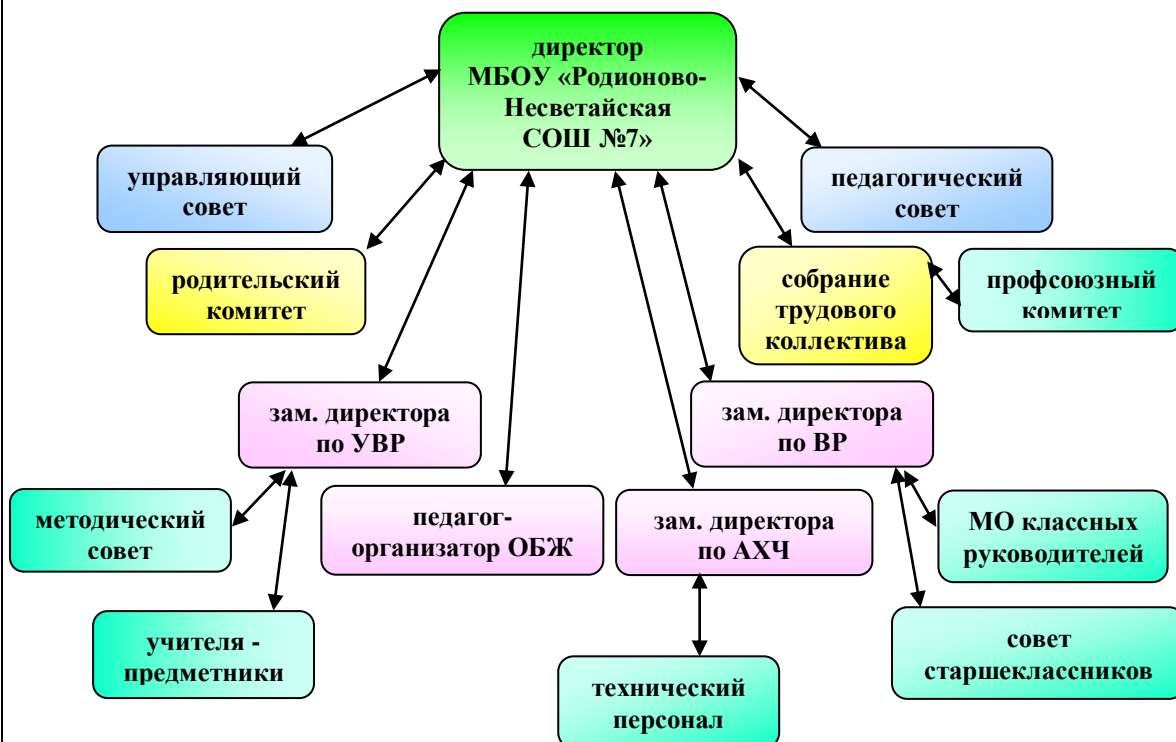 директор
МБОУ «Родионово-
Несветайская
СОШ №7»
управляющий
совет
педагогический
совет
родительский
комитет
собрание
трудового
коллектива
профсоюзный
комитет
зам. директора
по УВР
зам. директора
по ВР
методический
совет
педагог-
организатор ОБЖ
зам. директора
по АХЧ
МО классных
руководителей
учителя -
предметники
совет
старшеклассников
технический
персонал